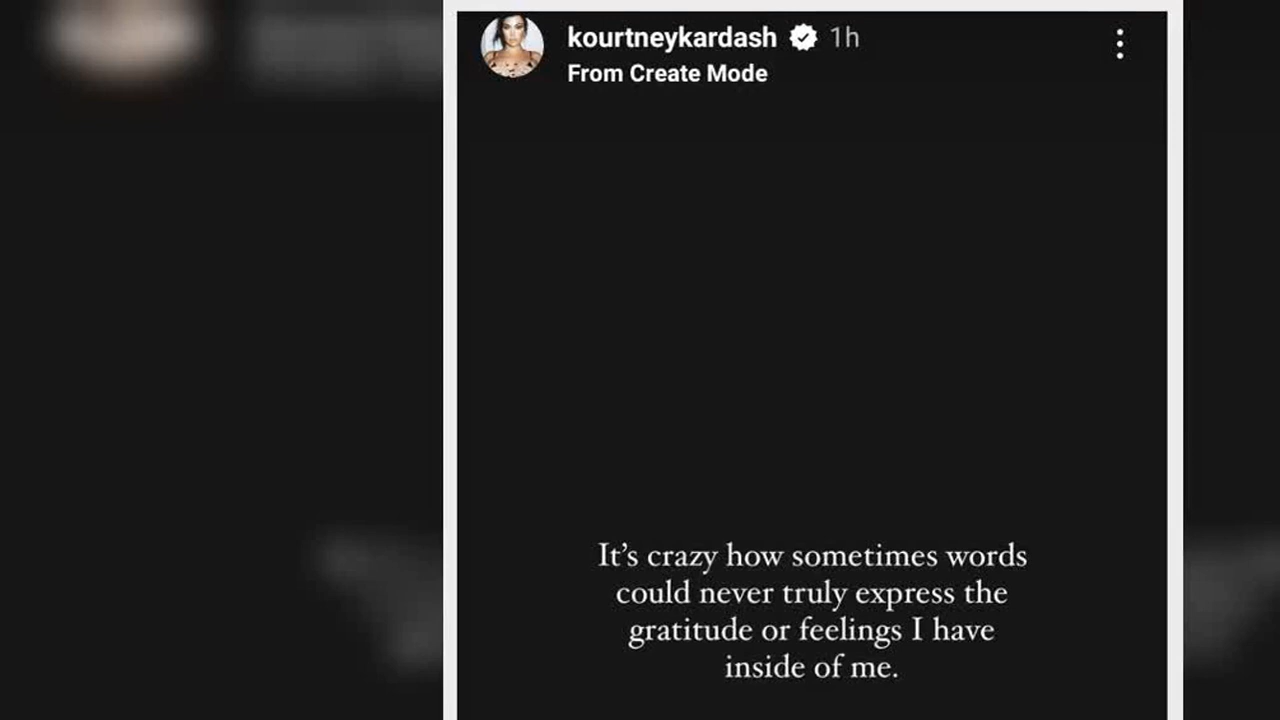 kourtneykardash 1h
From Create Mode
It's crazy how sometimes words
could never truly express the
gratitude or feelings I have
inside of me.